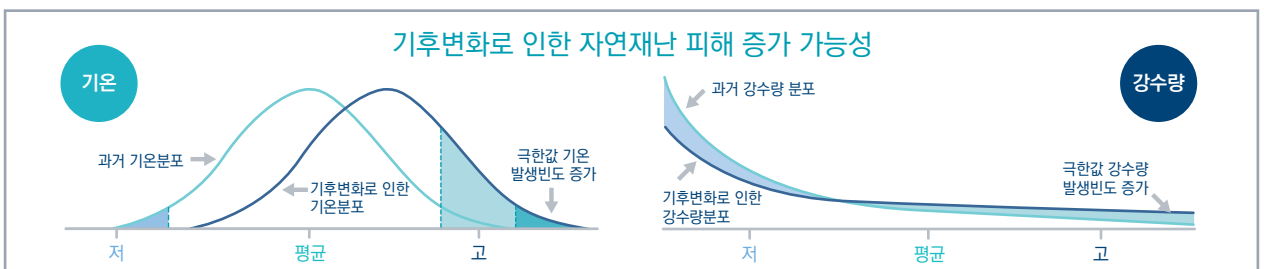 기후변화로 인한 자연재난 피해 증가 가능성
기온
과거 기온분포
기후변화로 인한
기온분포
극한값 기온
발생빈도 증가
저
평균
고
강수량
과거 강수량 분포
기후변화로 인한
강수량분포
극한값 강수량
발생빈도 증가
저
평균
고